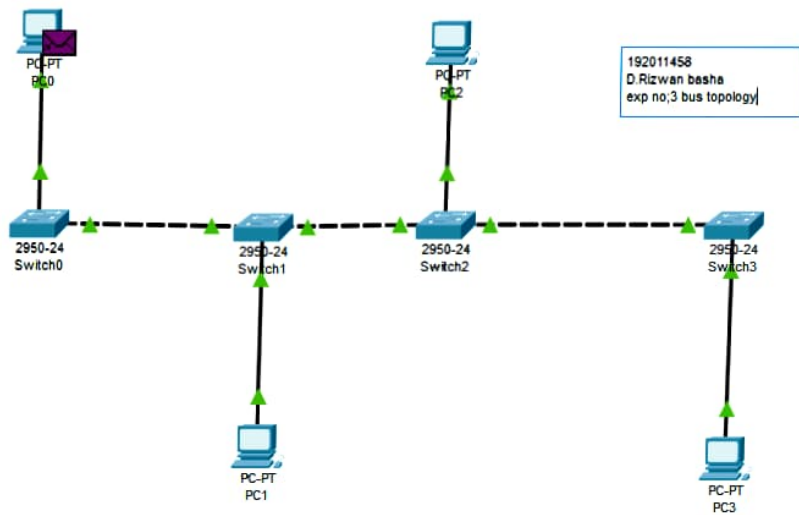 PC-PT
PC0
PC-PT
PC2
192011458
D.Rizwan basha
exp no;3 bus topology
2950-24
Switch0
2950-24
Switch1
2950-24
Switch2
2950-24
Switch3
PC-PT
PC1
PC-PT
PC3